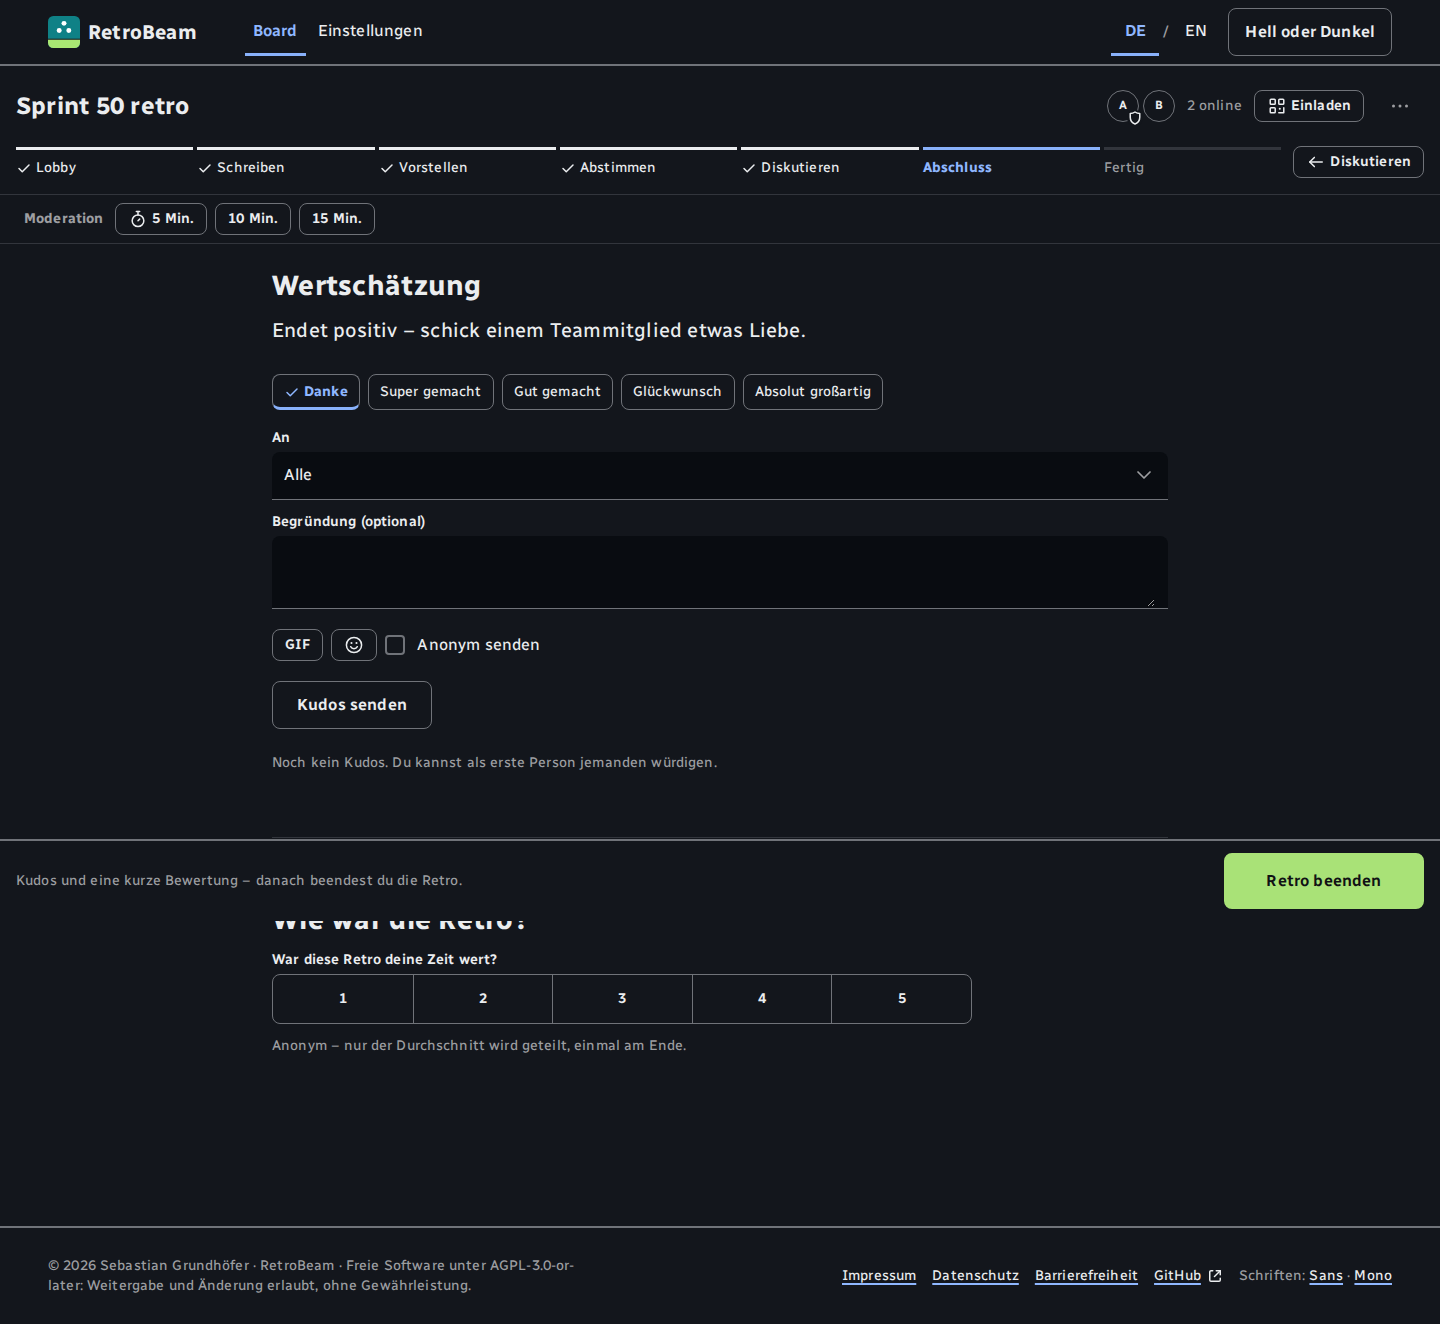 RetroBeam
Board
Einstellungen
DE / EN
Hell oder Dunkel
Sprint 50 retro
A
B
2 online
Einladen
Lobby
Schreiben
Vorstellen
Abstimmen
Diskutieren
Abschluss
Fertig
Diskutieren
Moderation
5 Min.
10 Min.
15 Min.
Wertschätzung
Endet positiv – schick einem Teammitglied etwas Liebe.
Danke
Super gemacht
Gut gemacht
Glückwunsch
Absolut großartig
An
Alle
Begründung (optional)
GIF
Anonym senden
Kudos senden
Noch kein Kudos. Du kannst als erste Person jemanden würdigen.
Kudos und eine kurze Bewertung – danach beendest du die Retro.
Retro beenden
Wie war die Retro?
War diese Retro deine Zeit wert?
1
2
3
4
5
Anonym – nur der Durchschnitt wird geteilt, einmal am Ende.
© 2026 Sebastian Grundhöfer · RetroBeam · Freie Software unter AGPL-3.0-or-
later: Weitergabe und Änderung erlaubt, ohne Gewährleistung.
Impressum
Datenschutz
Barrierefreiheit
GitHub
Schriften: Sans · Mono